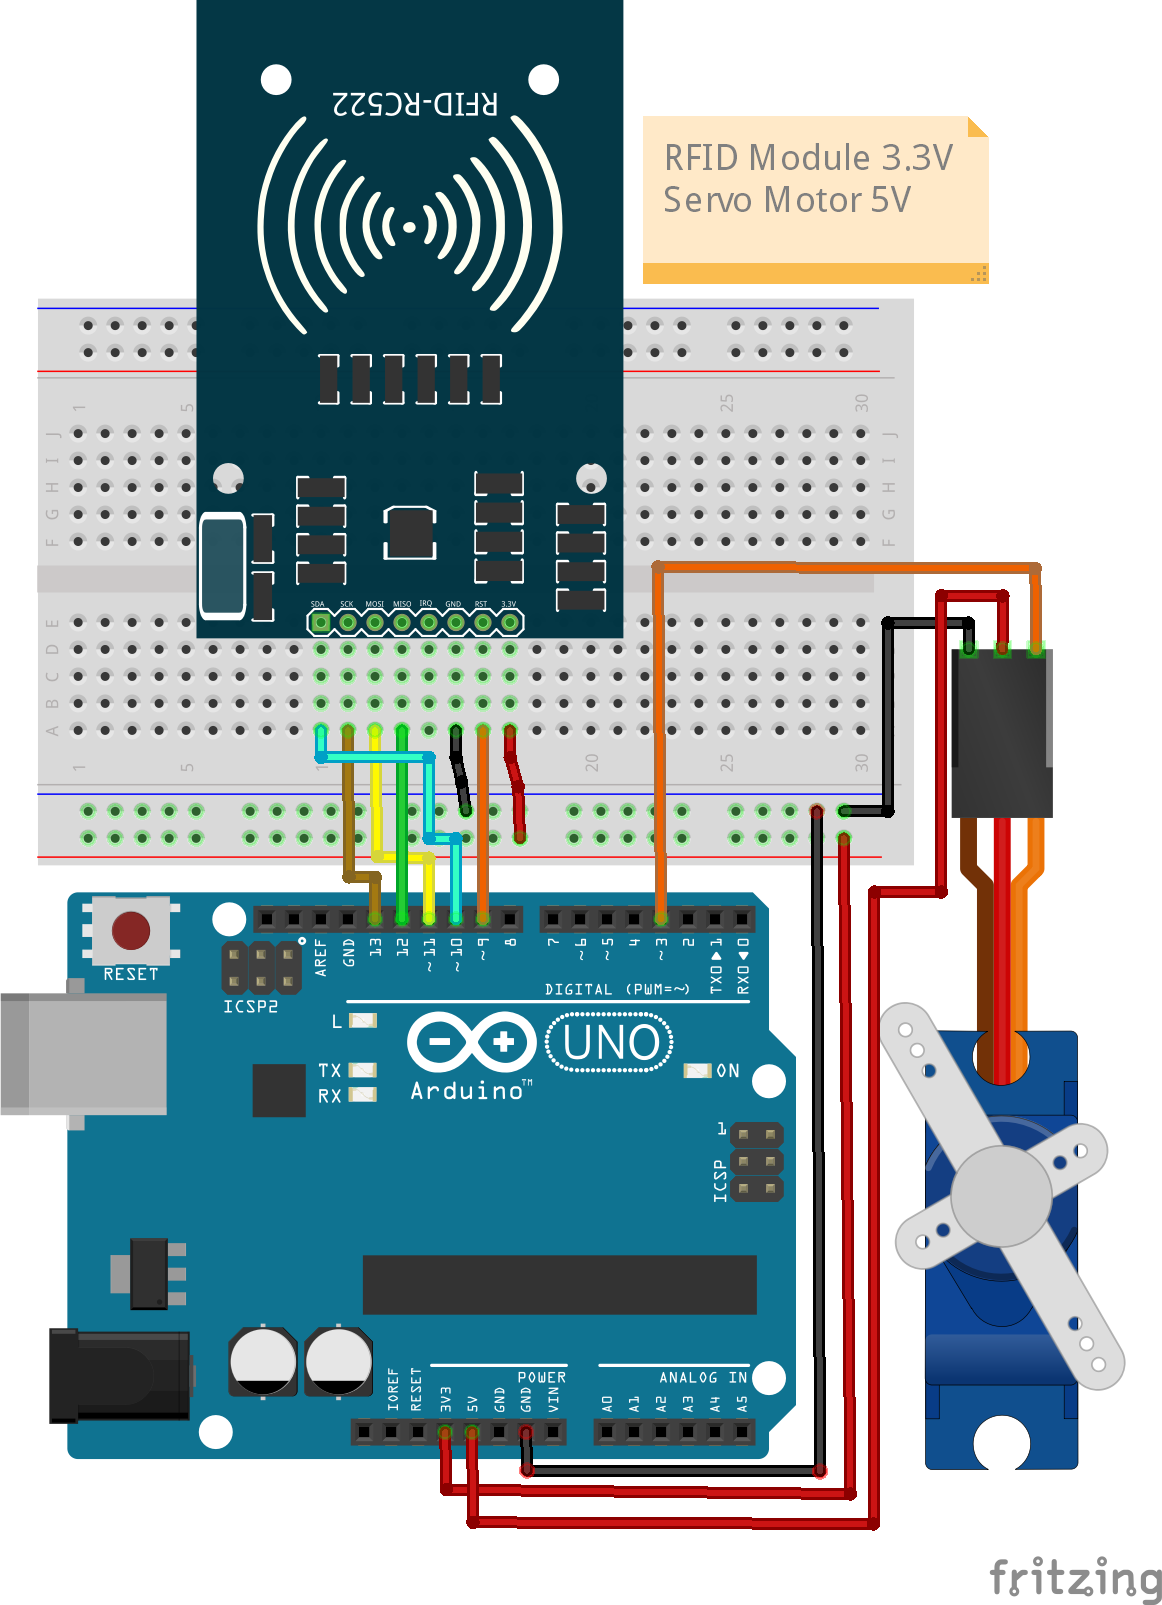 RFID-RC522
RFID Module 3.3V
Servo Motor 5V
1 5 25 30
J J
I I
H H
G G
F F
SDA SCK MOSI MISO IRQ GND RST 3.3V
E E
D D
C C
B B
A A
1 5 1 20 25 30
RESET
ICSP2
AREF GND 13 12 ~11 ~10 ~9 8 7 ~6 ~5 4 ~3 2 TX0▶1 RX0◀0
DIGITAL (PWM=~)
L
TX
RX
UNO
Arduino™
ON
1
ICSP
POWER
ANALOG IN
IOREF RESET 3V3 5V GND GND VIN A0 A1 A2 A3 A4 A5
fritzing